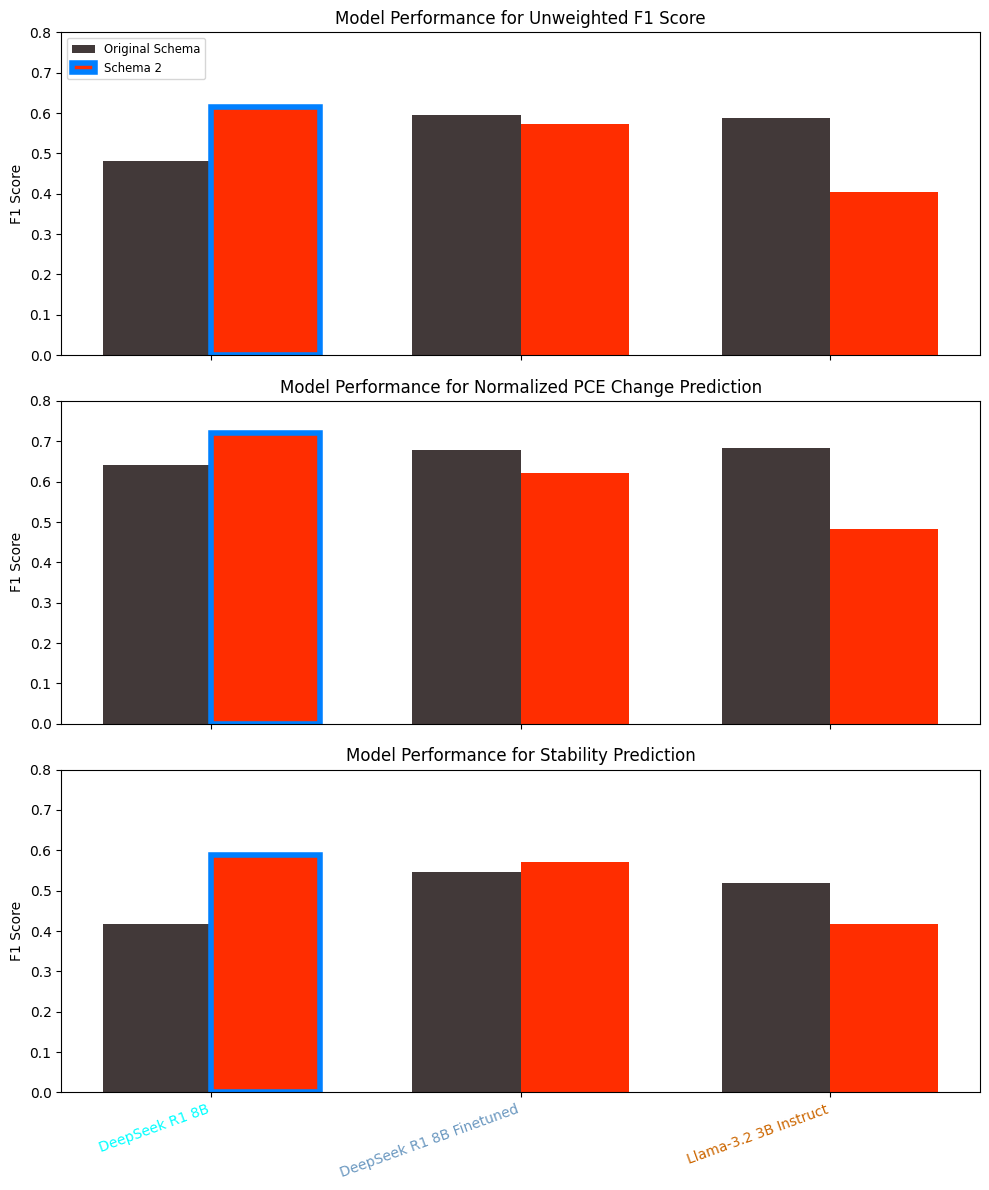 Model Performance for Unweighted F1 Score
0.8
0.7
0.6
0.5
0.4
0.3
0.2
0.1
0.0
F1 Score
Original Schema
Schema 2
Model Performance for Normalized PCE Change Prediction
0.8
0.7
0.6
0.5
0.4
0.3
0.2
0.1
0.0
F1 Score
Model Performance for Stability Prediction
0.8
0.7
0.6
0.5
0.4
0.3
0.2
0.1
0.0
F1 Score
DeepSeek R1 8B
DeepSeek R1 8B Finetuned
Llama-3.2 3B Instruct